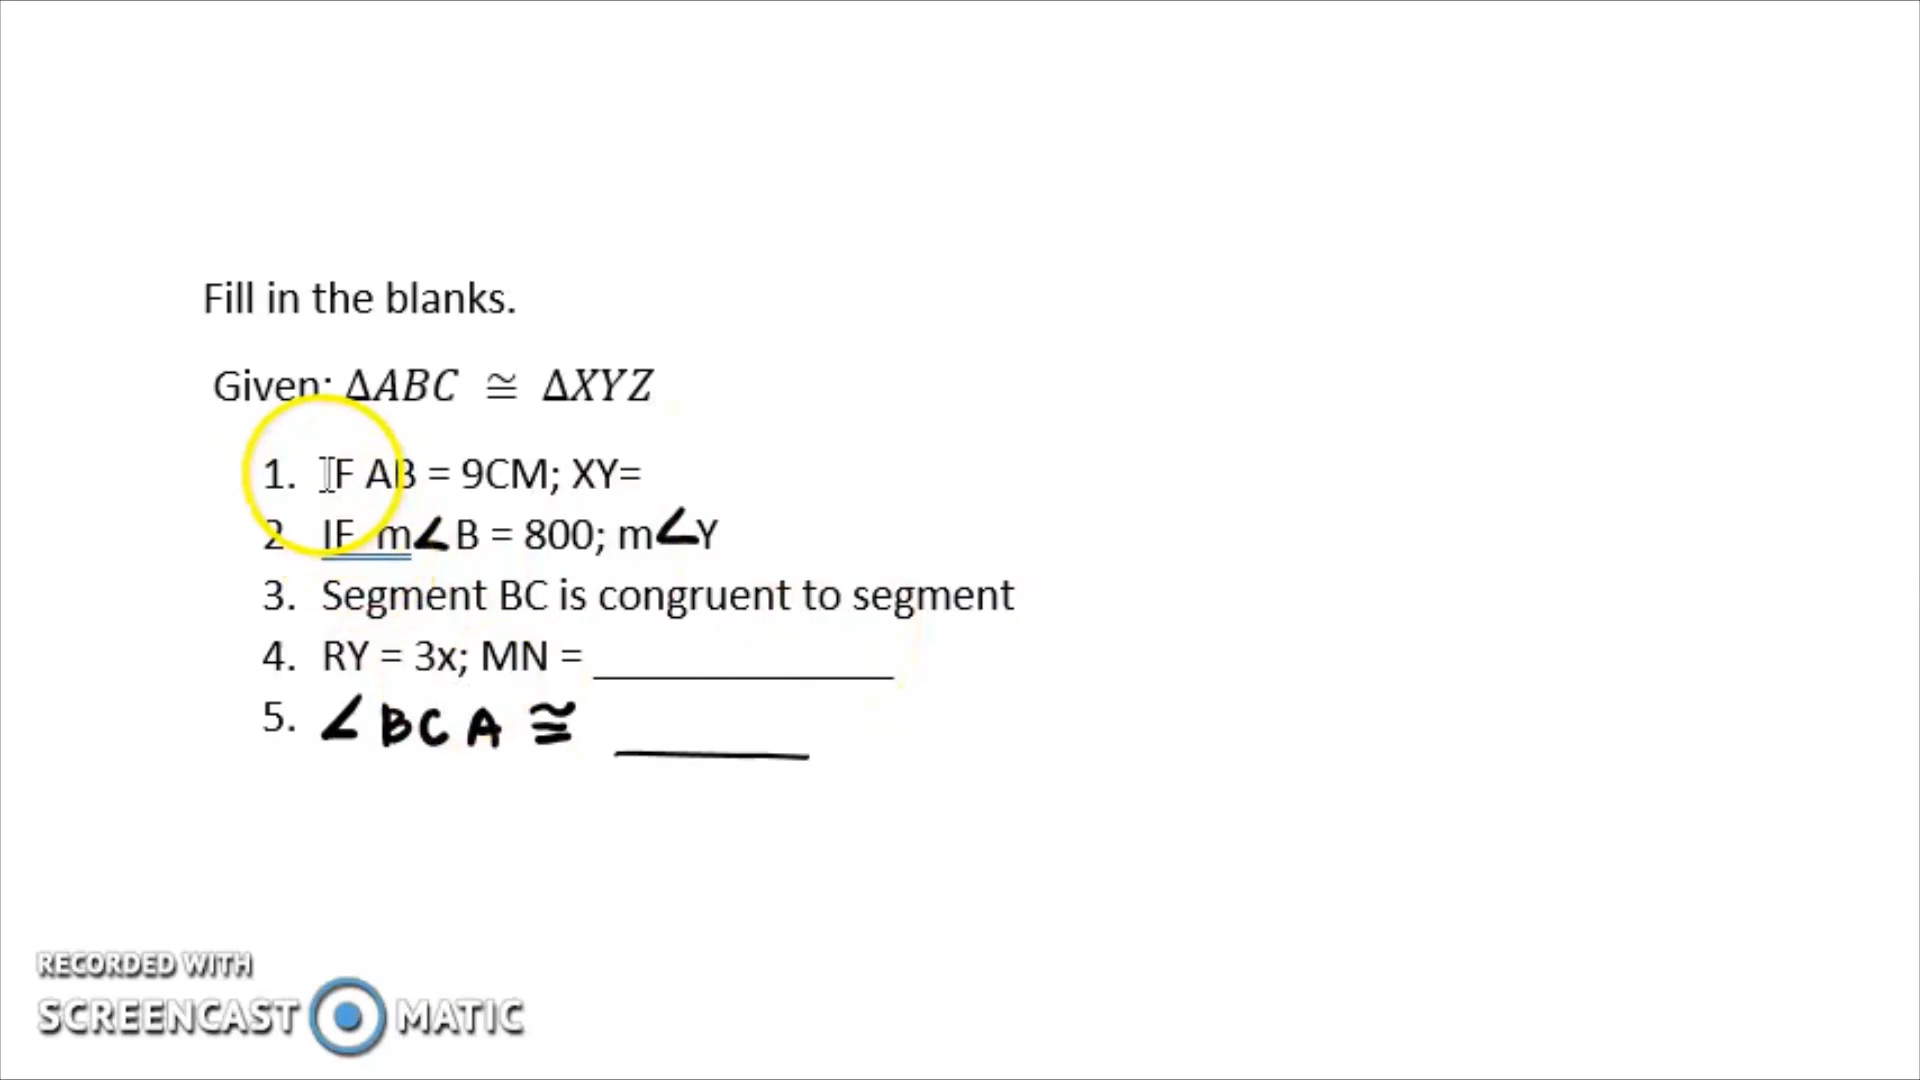 Fill in the blanks.
Given: ΔABC ≅ ΔXYZ
1. IF AB = 9CM; XY=
2. IF m∠B = 800; m∠Y
3. Segment BC is congruent to segment
4. RY = 3x; MN = ____________
5. ∠BCA ≅ ________
RECORDED WITH
SCREENCAST MATIC